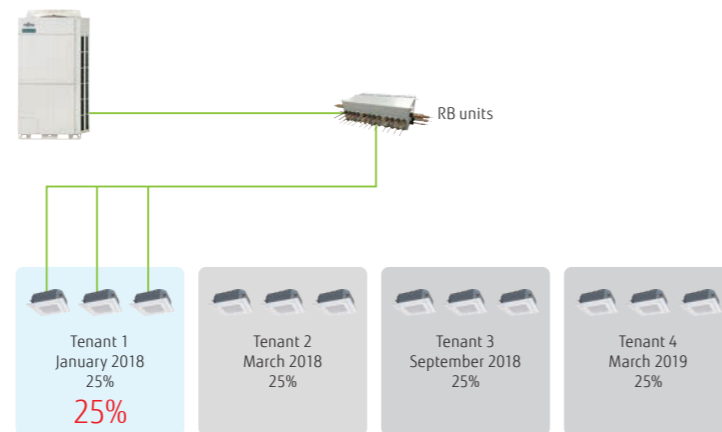 RB units
Tenant 1
January 2018
25%
25%
Tenant 2
March 2018
25%
Tenant 3
September 2018
25%
Tenant 4
March 2019
25%